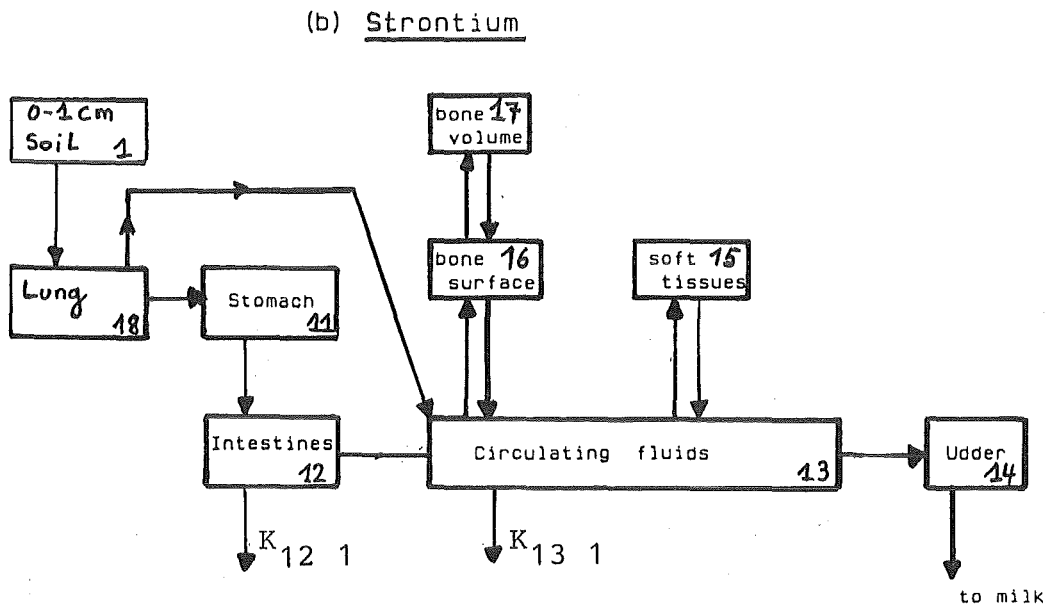 (b) Strontium
0-1cm
Soil 1
bone 17
volume
Lung
18
Stomach
11
bone 16
surface
soft 15
tissues
Intestines
12
Circulating fluids
13
Udder
14
K12 1
K13 1
to milk